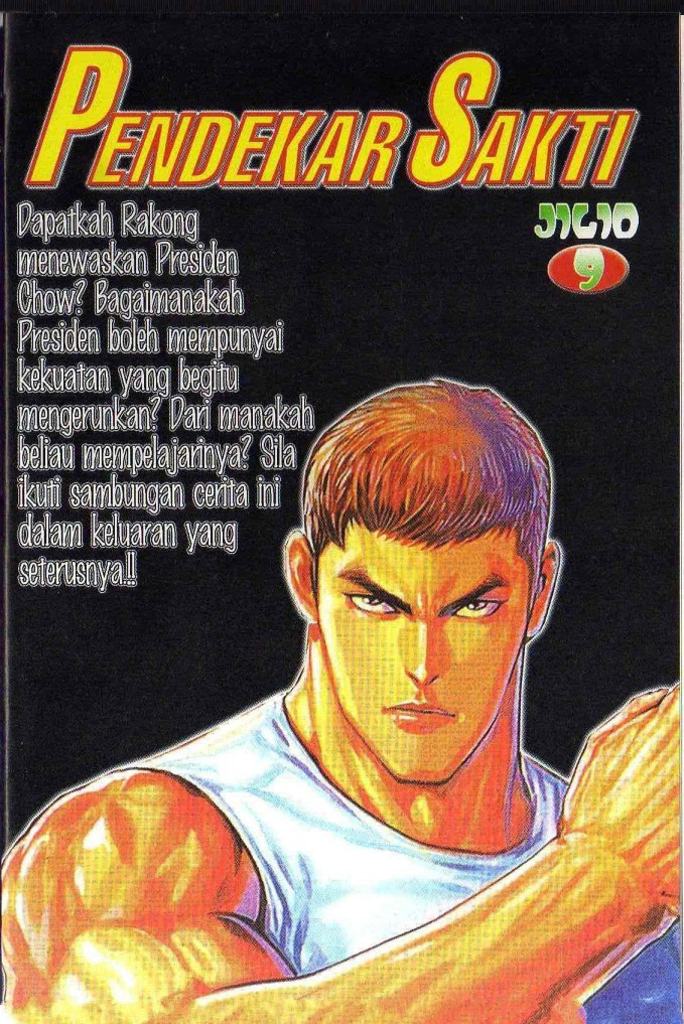 PENDEKAR SAKTI
JILID
9
Dapatkah Rakong
menewaskan Presiden
Chow? Bagaimanakah
Presiden boleh mempunyai
kekuatan yang begitu
mengerunkan? Dari manakah
beliau mempelajarinya? Sila
ikuti sambungan cerita ini
dalam keluaran yang
seterusnya!!